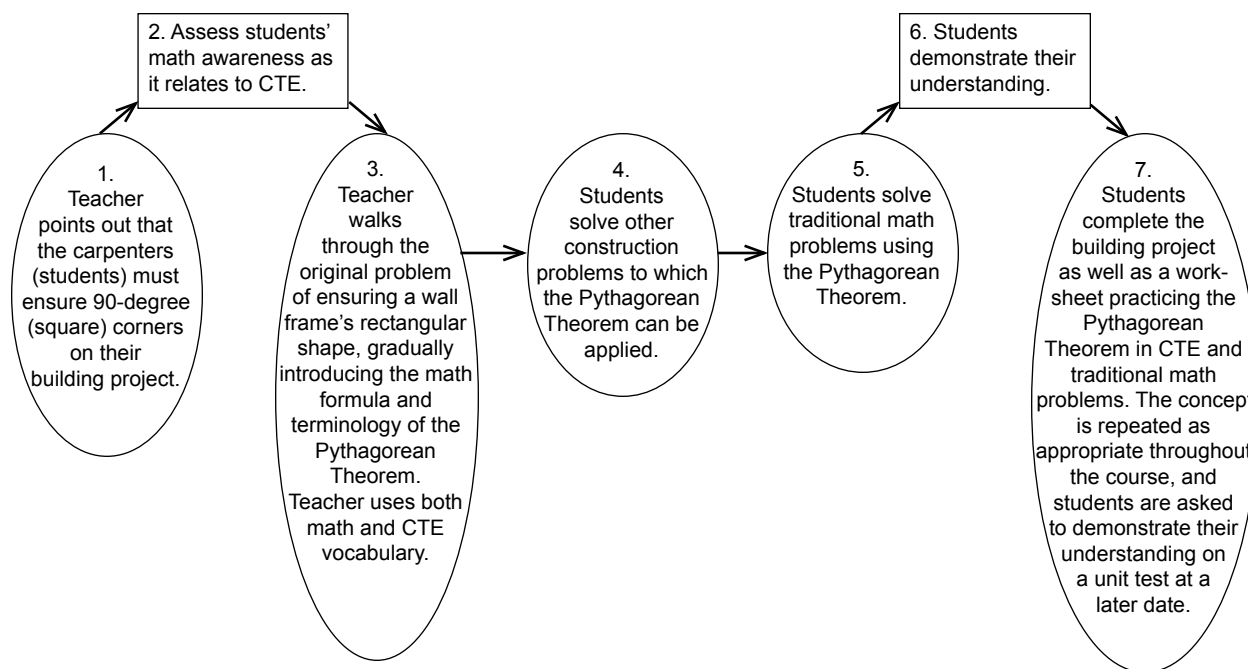 2. Assess students’
math awareness as
it relates to CTE.
6. Students
demonstrate their
understanding.
1.
Teacher
points out that
the carpenters
(students) must
ensure 90-degree
(square) corners
on their
building project.
3.
Teacher
walks
through the
original problem
of ensuring a wall
frame’s rectangular
shape, gradually
introducing the math
formula and
terminology of the
Pythagorean
Theorem.
Teacher uses both
math and CTE
vocabulary.
4.
Students
solve other
construction
problems to which
the Pythagorean
Theorem can be
applied.
5.
Students solve
traditional math
problems using
the Pythagorean
Theorem.
7.
Students
complete the
building project
as well as a work-
sheet practicing the
Pythagorean
Theorem in CTE and
traditional math
problems. The concept
is repeated as
appropriate throughout
the course, and
students are asked
to demonstrate their
understanding on
a unit test at a
later date.